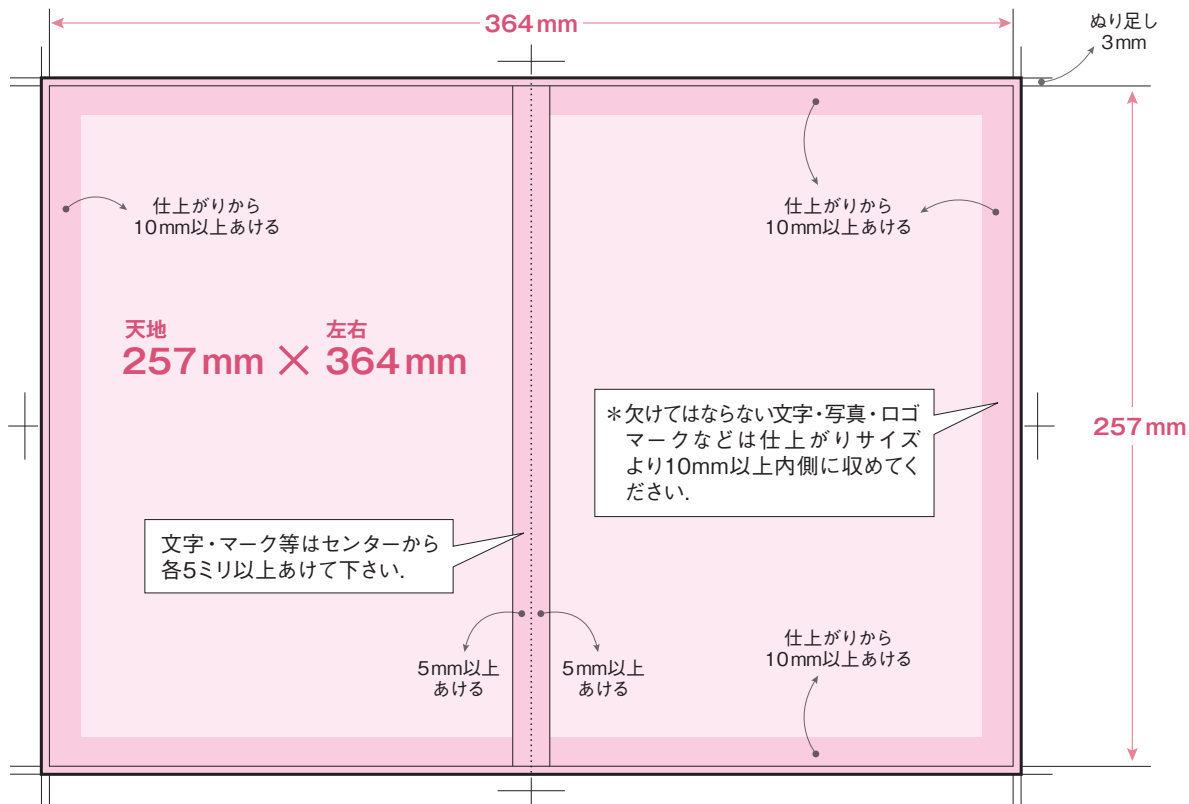 364mm
ぬり足し
3mm
仕上がりから
10mm以上あける
仕上がりから
10mm以上あける
天地
左右
257mm × 364mm
＊欠けてはならない文字・写真・ロゴ
マークなどは仕上がりサイズ
より10mm以上内側に収めてく
ださい.
257mm
文字・マーク等はセンターから
各5ミリ以上あけて下さい.
5mm以上
あける
5mm以上
あける
仕上がりから
10mm以上あける